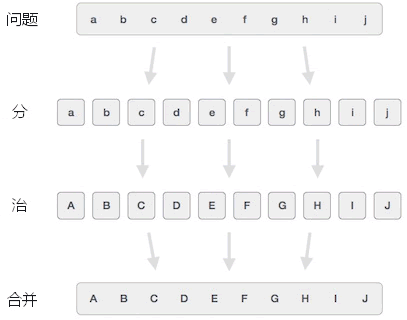 问题 a b c d e f g h i j
分 a b c d e f g h i j
治 A B C D E F G H I J
合并 A B C D E F G H I J